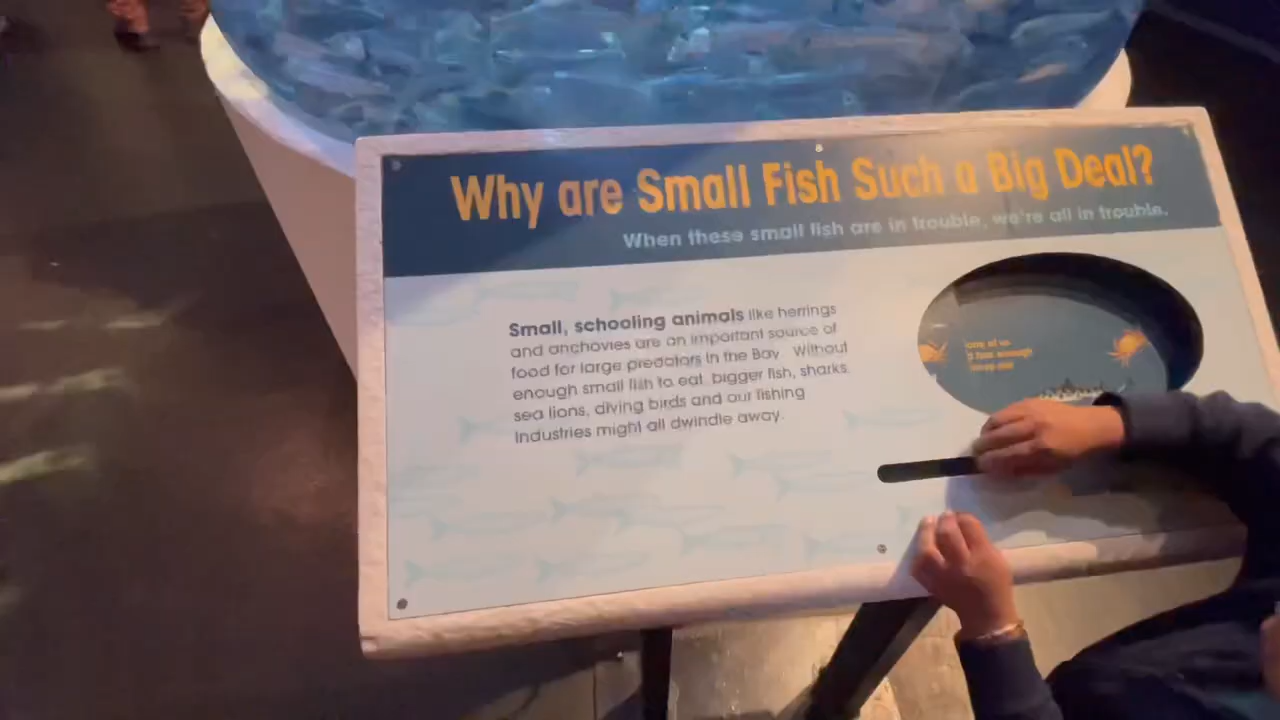 Why are Small Fish Such a Big Deal?
When these small fish are in trouble, we're all in trouble.
Small, schooling animals like herrings
and anchovies are an important source of
food for large predators in the Bay. Without
enough small fish to eat, bigger fish, sharks,
sea lions, diving birds and our fishing
industries might all dwindle away.
of us
enough